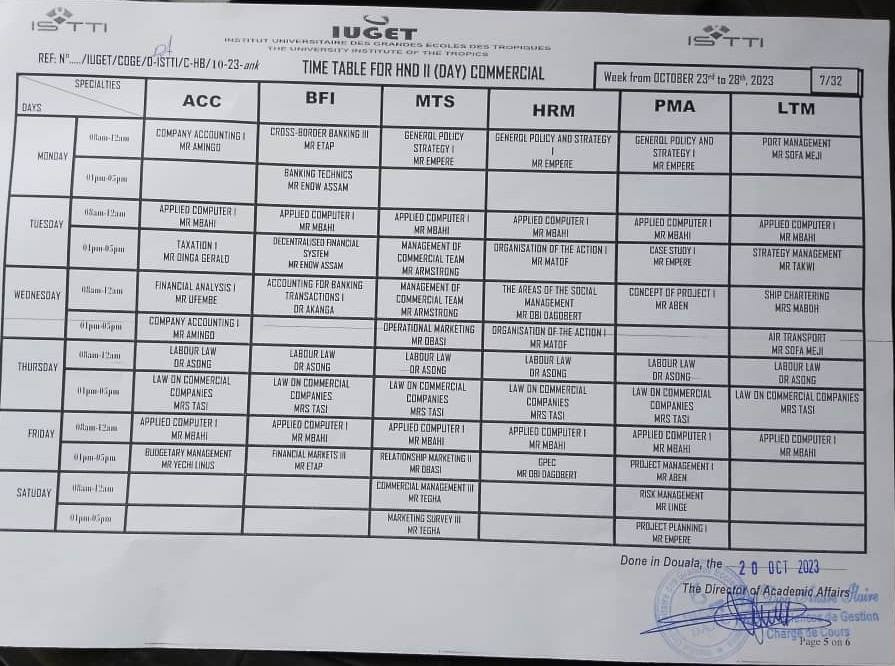 ISTTI
IUGET
ISTTI
INSTITUT UNIVERSITAIRE DES GRANDES ECOLES DES TROPIQUES
THE UNIVERSITY INSTITUTE OF THE TROPICS
REF: N°...../IUGET/COGE/D-ISTTI/C-HB/10-23-ank
TIME TABLE FOR HND II (DAY) COMMERCIAL
Week from OCTOBER 23rd to 28th, 2023
7/32
SPECIALTIES
DAYS
ACC
BFI
MTS
HRM
PMA
LTM
MONDAY
08am-12am
COMPANY ACCOUNTING I
MR AMINGO
CROSS-BORDER BANKING III
MR ETAP
GENERQL POLICY
STRATEGY I
MR EMPERE
GENERQL POLICY AND STRATEGY
I
MR EMPERE
GENERQL POLICY AND
STRATEGY I
MR EMPERE
PORT MANAGEMENT
MR SOFA MEJI
01pm-05pm
BANKING TECHNICS
MR ENOW ASSAM
TUESDAY
08am-12am
APPLIED COMPUTER I
MR MBAHI
APPLIED COMPUTER I
MR MBAHI
APPLIED COMPUTER I
MR MBAHI
APPLIED COMPUTER I
MR MBAHI
APPLIED COMPUTER I
MR MBAHI
APPLIED COMPUTER I
MR MBAHI
01pm-05pm
TAXATION I
MR DINGA GERALD
DECENTRALISED FINANCIAL
SYSTEM
MR ENOW ASSAM
MANAGEMENT OF
COMMERCIAL TEAM
MR ARMSTRONG
ORGANISATION OF THE ACTION I
MR MATOF
CASE STUDY I
MR EMPERE
STRATEGY MANAGEMENT
MR TAKWI
WEDNESDAY
08am-12am
FINANCIAL ANALYSIS I
MR UFEMBE
ACCOUNTING FOR BANKING
TRANSACTIONS I
DR AKANGA
MANAGEMENT OF
COMMERCIAL TEAM
MR ARMSTRONG
THE AREAS OF THE SOCIAL
MANAGEMENT
MR OBI DAGOBERT
CONCEPT OF PROJECT I
MR ABEN
SHIP CHARTERING
MRS MABOH
01pm-05pm
COMPANY ACCOUNTING I
MR AMINGO
OPERATIONAL MARKETING
MR OBASI
ORGANISATION OF THE ACTION I
MR MATOF
AIR TRANSPORT
MR SOFA MEJI
THURSDAY
08am-12am
LABOUR LAW
DR ASONG
LABOUR LAW
DR ASONG
LABOUR LAW
DR ASONG
LABOUR LAW
DR ASONG
LABOUR LAW
DR ASONG
LABOUR LAW
DR ASONG
01pm-05pm
LAW ON COMMERCIAL
COMPANIES
MRS TASI
LAW ON COMMERCIAL
COMPANIES
MRS TASI
LAW ON COMMERCIAL
COMPANIES
MRS TASI
LAW ON COMMERCIAL
COMPANIES
MRS TASI
LAW ON COMMERCIAL
COMPANIES
MRS TASI
LAW ON COMMERCIAL COMPANIES
MRS TASI
FRIDAY
08am-12am
APPLIED COMPUTER I
MR MBAHI
APPLIED COMPUTER I
MR MBAHI
APPLIED COMPUTER I
MR MBAHI
APPLIED COMPUTER I
MR MBAHI
APPLIED COMPUTER I
MR MBAHI
APPLIED COMPUTER I
MR MBAHI
01pm-05pm
BUDGETARY MANAGEMENT
MR YECHI LINUS
FINANCIAL MARKETS III
MR ETAP
RELATIONSHIP MARKETING II
MR OBASI
GPEC
MR OBI DAGOBERT
PROJECT MANAGEMENT I
MR ABEN
SATUDAY
08am-12am
COMMERCIAL MANAGEMENT III
MR TEGHA
RISK MANAGEMENT
MR LINGE
01pm-05pm
MARKETING SURVEY III
MR TEGHA
PROJECT PLANNING I
MR EMPERE
Done in Douala, the 20 OCT 2023
The Director of Academic Affairs
de Gestion
Chargé de Cours
Page 5 on 6